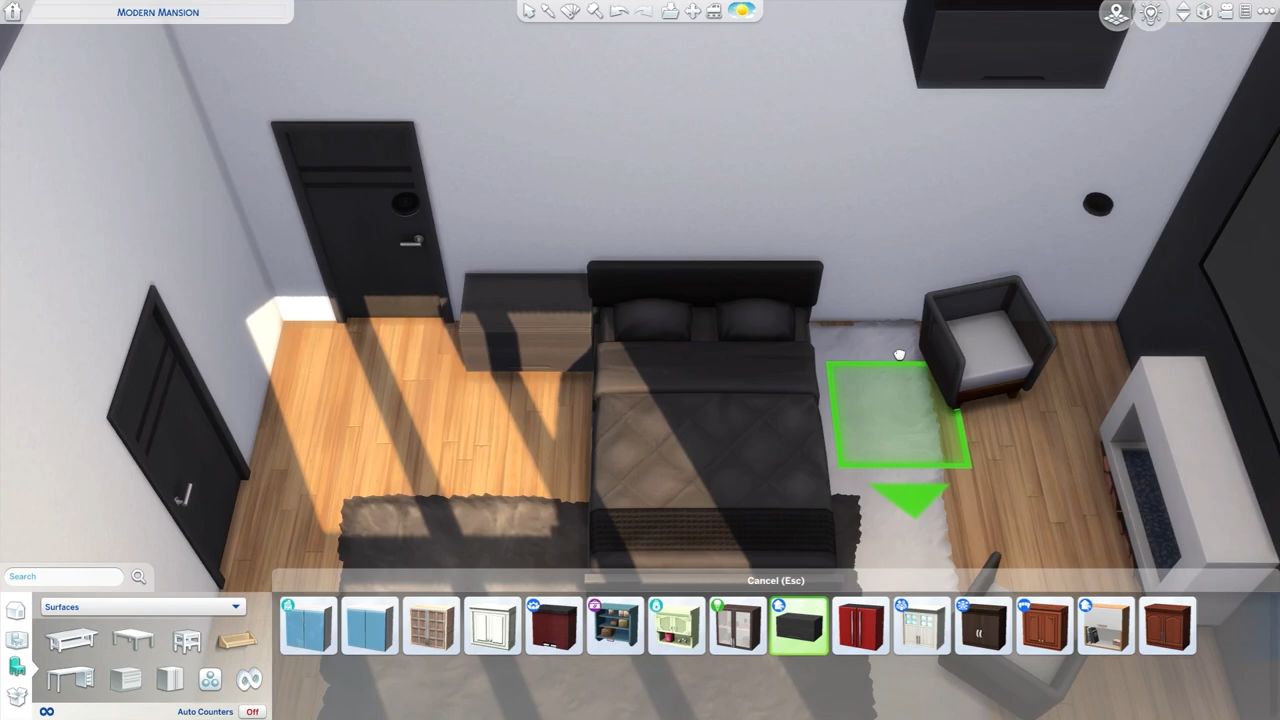 MODERN MANSION
Cancel (Esc)
Search
Surfaces
Auto Counters
Off